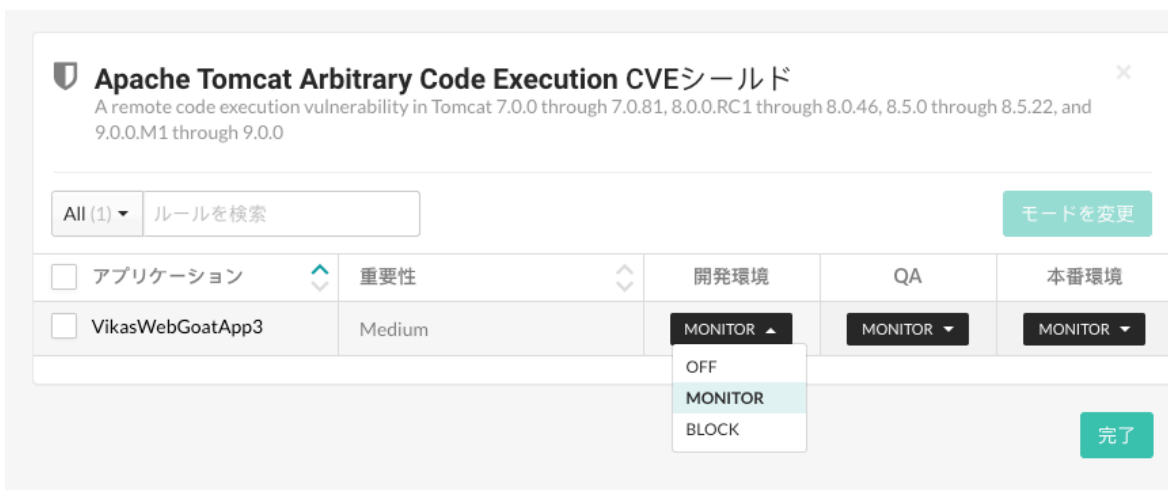 Apache Tomcat Arbitrary Code Execution CVEシールド
A remote code execution vulnerability in Tomcat 7.0.0 through 7.0.81, 8.0.0.RC1 through 8.0.46, 8.5.0 through 8.5.22, and
9.0.0.M1 through 9.0.0
All (1) ルールを検索 モードを変更
アプリケーション 重要性 開発環境 QA 本番環境
VikasWebGoatApp3 Medium MONITOR MONITOR MONITOR
OFF
MONITOR
BLOCK
完了